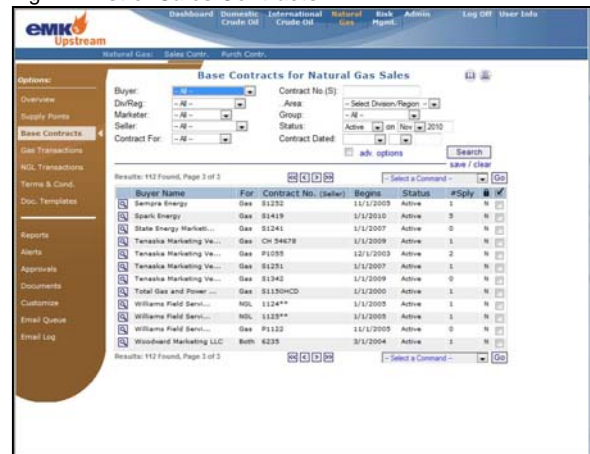 Dashboard Domestic Crude Oil International Crude Oil Natural Gas Risk Mgmt. Admin Log Off User Info
emk Upstream
Natural Gas: Sales Contr. Purch Contr.
Options:
Overview
Supply Points
Base Contracts
Gas Transactions
NGL Transactions
Terms & Cond.
Doc. Templates
Reports
Alerts
Approvals
Documents
Customize
Email Queue
Email Log
Base Contracts for Natural Gas Sales
Buyer: -- All -- Contract No.(S):
Div/Reg: -- All -- Area: -- Select Division/Region --
Marketer: -- All -- Group: -- All --
Seller: -- All -- Status: Active on Nov 2010
Contract For: -- All -- Contract Dated:
adv. options Search
save / clear
Results: 112 Found, Page 3 of 3 << < > >> -- Select a Command -- Go
Buyer Name For Contract No. (Seller) Begins Status #Sply
Sempra Energy Gas S1252 11/1/2005 Active 1 N
Spark Energy Gas S1419 1/1/2010 Active 5 N
State Energy Marketi... Gas S1241 1/1/2007 Active 0 N
Tenaska Marketing Ve... Gas CH 54678 1/1/2009 Active 1 N
Tenaska Marketing Ve... Gas P1055 12/1/2003 Active 2 N
Tenaska Marketing Ve... Gas S1251 1/1/2007 Active 1 N
Tenaska Marketing Ve... Gas S1342 1/1/2009 Active 0 N
Total Gas and Power ... Gas S1150HCD 1/1/2000 Active 1 N
Williams Field Servi... NGL 1124** 1/1/2005 Active 1 N
Williams Field Servi... NGL 1125** 1/1/2005 Active 1 N
Williams Field Servi... Gas P1122 11/1/2005 Active 0 N
Woodward Marketing LLC Both 6235 3/1/2004 Active 1 N
Results: 112 Found, Page 3 of 3 << < > >> -- Select a Command -- Go